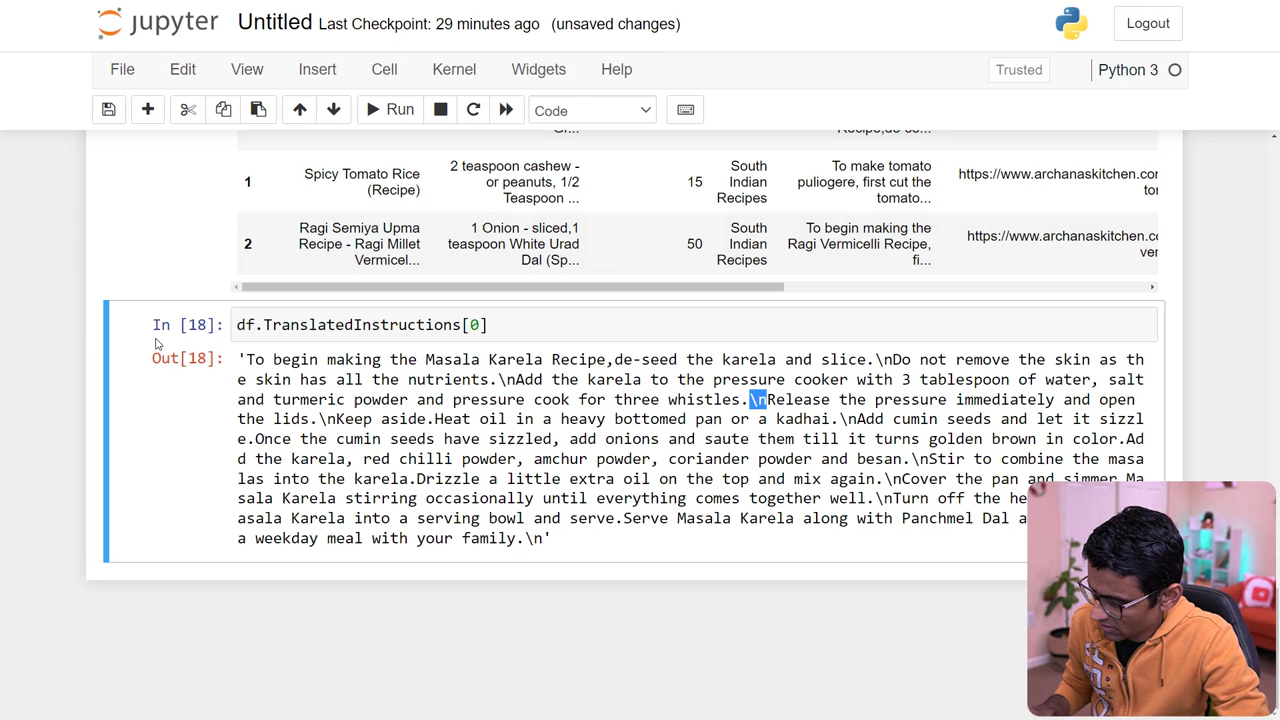 jupyter Untitled Last Checkpoint: 29 minutes ago (unsaved changes) Logout
File Edit View Insert Cell Kernel Widgets Help Trusted Python 3
Run Code
Recipe,de-se...
1 Spicy Tomato Rice (Recipe) 2 teaspoon cashew - or peanuts, 1/2 Teaspoon ... 15 South Indian Recipes To make tomato puliogere, first cut the tomato... https://www.archanaskitchen.co
2 Ragi Semiya Upma Recipe - Ragi Millet Vermicel... 1 Onion - sliced,1 teaspoon White Urad Dal (Sp... 50 South Indian Recipes To begin making the Ragi Vermicelli Recipe, fi... https://www.archanaskitchen.co
In [18]: df.TranslatedInstructions[0]
Out[18]: 'To begin making the Masala Karela Recipe,de-seed the karela and slice.\nDo not remove the skin as th
e skin has all the nutrients.\nAdd the karela to the pressure cooker with 3 tablespoon of water, salt
and turmeric powder and pressure cook for three whistles.\nRelease the pressure immediately and open
the lids.\nKeep aside.Heat oil in a heavy bottomed pan or a kadhai.\nAdd cumin seeds and let it sizzl
e.Once the cumin seeds have sizzled, add onions and saute them till it turns golden brown in color.Ad
d the karela, red chilli powder, amchur powder, coriander powder and besan.\nStir to combine the masa
las into the karela.Drizzle a little extra oil on the top and mix again.\nCover the pan and simmer Ma
sala Karela stirring occasionally until everything comes together well.\nTurn off the he
asala Karela into a serving bowl and serve.Serve Masala Karela along with Panchmel Dal a
a weekday meal with your family.\n'